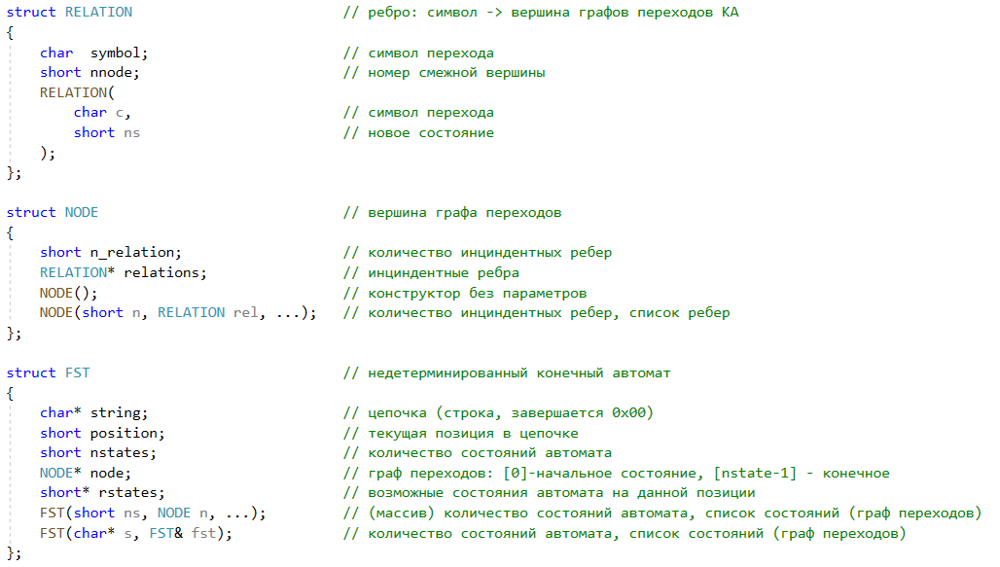 struct RELATION // ребро: символ -> вершина графов переходов КА
{
char symbol; // символ перехода
short nnode; // номер смежной вершины
RELATION(
char c, // символ перехода
short ns // новое состояние
);
};
struct NODE // вершина графа переходов
{
short n_relation; // количество инциндентных ребер
RELATION* relations; // инциндентные ребра
NODE(); // конструктор без параметров
NODE(short n, RELATION rel, ...); // количество инциндентных ребер, список ребер
};
struct FST // недетерминированный конечный автомат
{
char* string; // цепочка (строка, завершается 0x00)
short position; // текущая позиция в цепочке
short nstates; // количество состояний автомата
NODE* node; // граф переходов: [0]-начальное состояние, [nstate-1] - конечное
short* rstates; // возможные состояния автомата на данной позиции
FST(short ns, NODE n, ...); // (массив) количество состояний автомата, список состояний (граф переходов)
FST(char* s, FST& fst); // количество состояний автомата, список состояний (граф переходов)
};